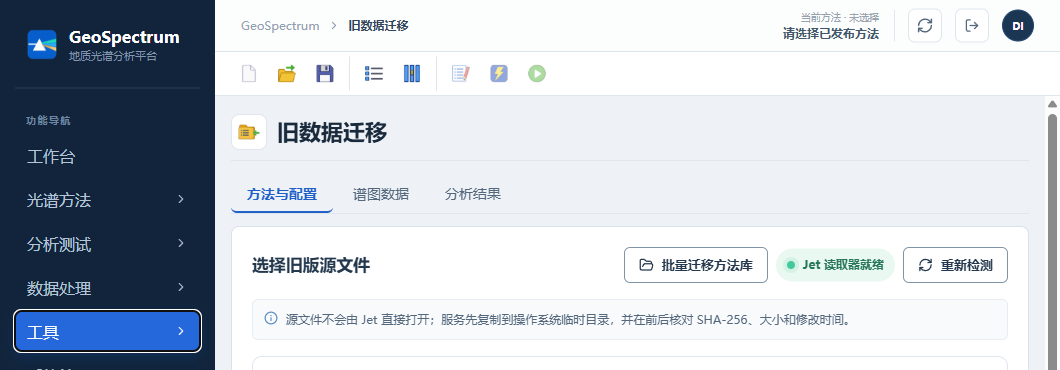 GeoSpectrum
地质光谱分析平台
功能导航
工作台
光谱方法
分析测试
数据处理
工具
GeoSpectrum > 旧数据迁移
当前方法 · 未选择
请选择已发布方法
DI
旧数据迁移
方法与配置 谱图数据 分析结果
选择旧版源文件
批量迁移方法库
Jet 读取器就绪
重新检测
源文件不会由 Jet 直接打开；服务先复制到操作系统临时目录，并在前后核对 SHA-256、大小和修改时间。